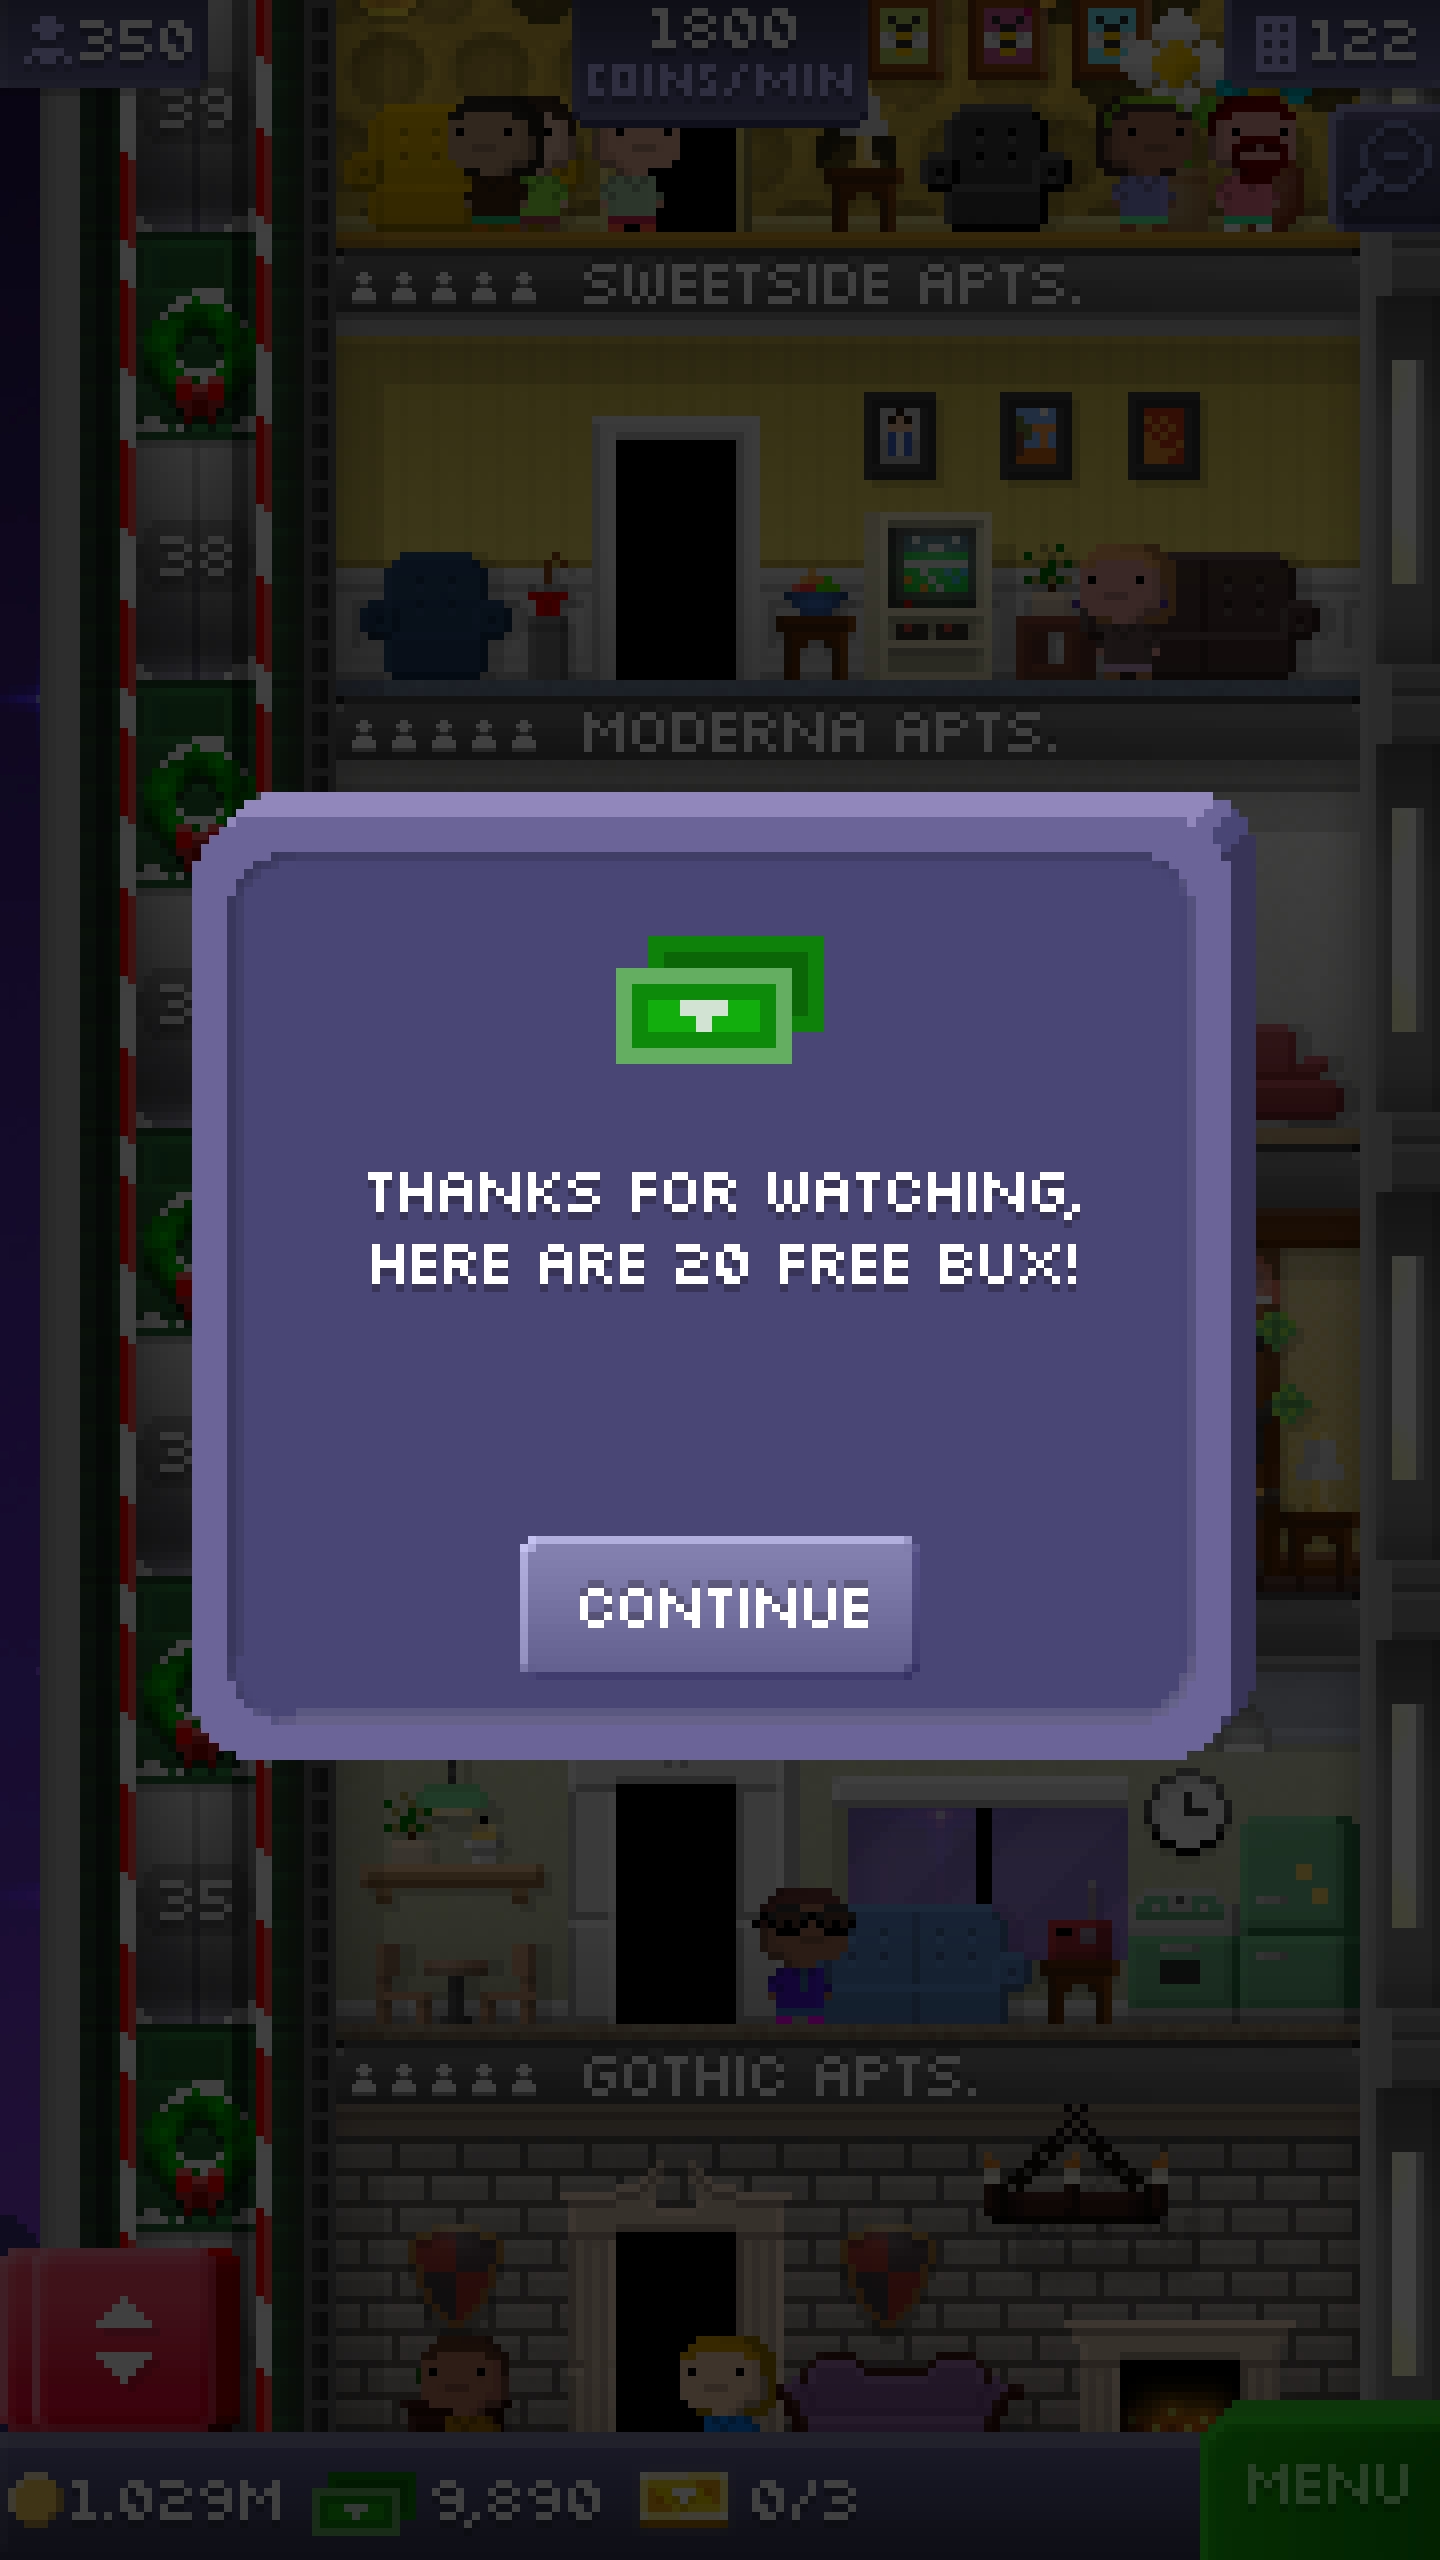 350
1800
COINS/MIN
122
39
SWEETSIDE APTS.
38
MODERNA APTS.
THANKS FOR WATCHING,
HERE ARE 20 FREE BUX!
CONTINUE
35
GOTHIC APTS.
1.029M
9,890
0/3
MENU